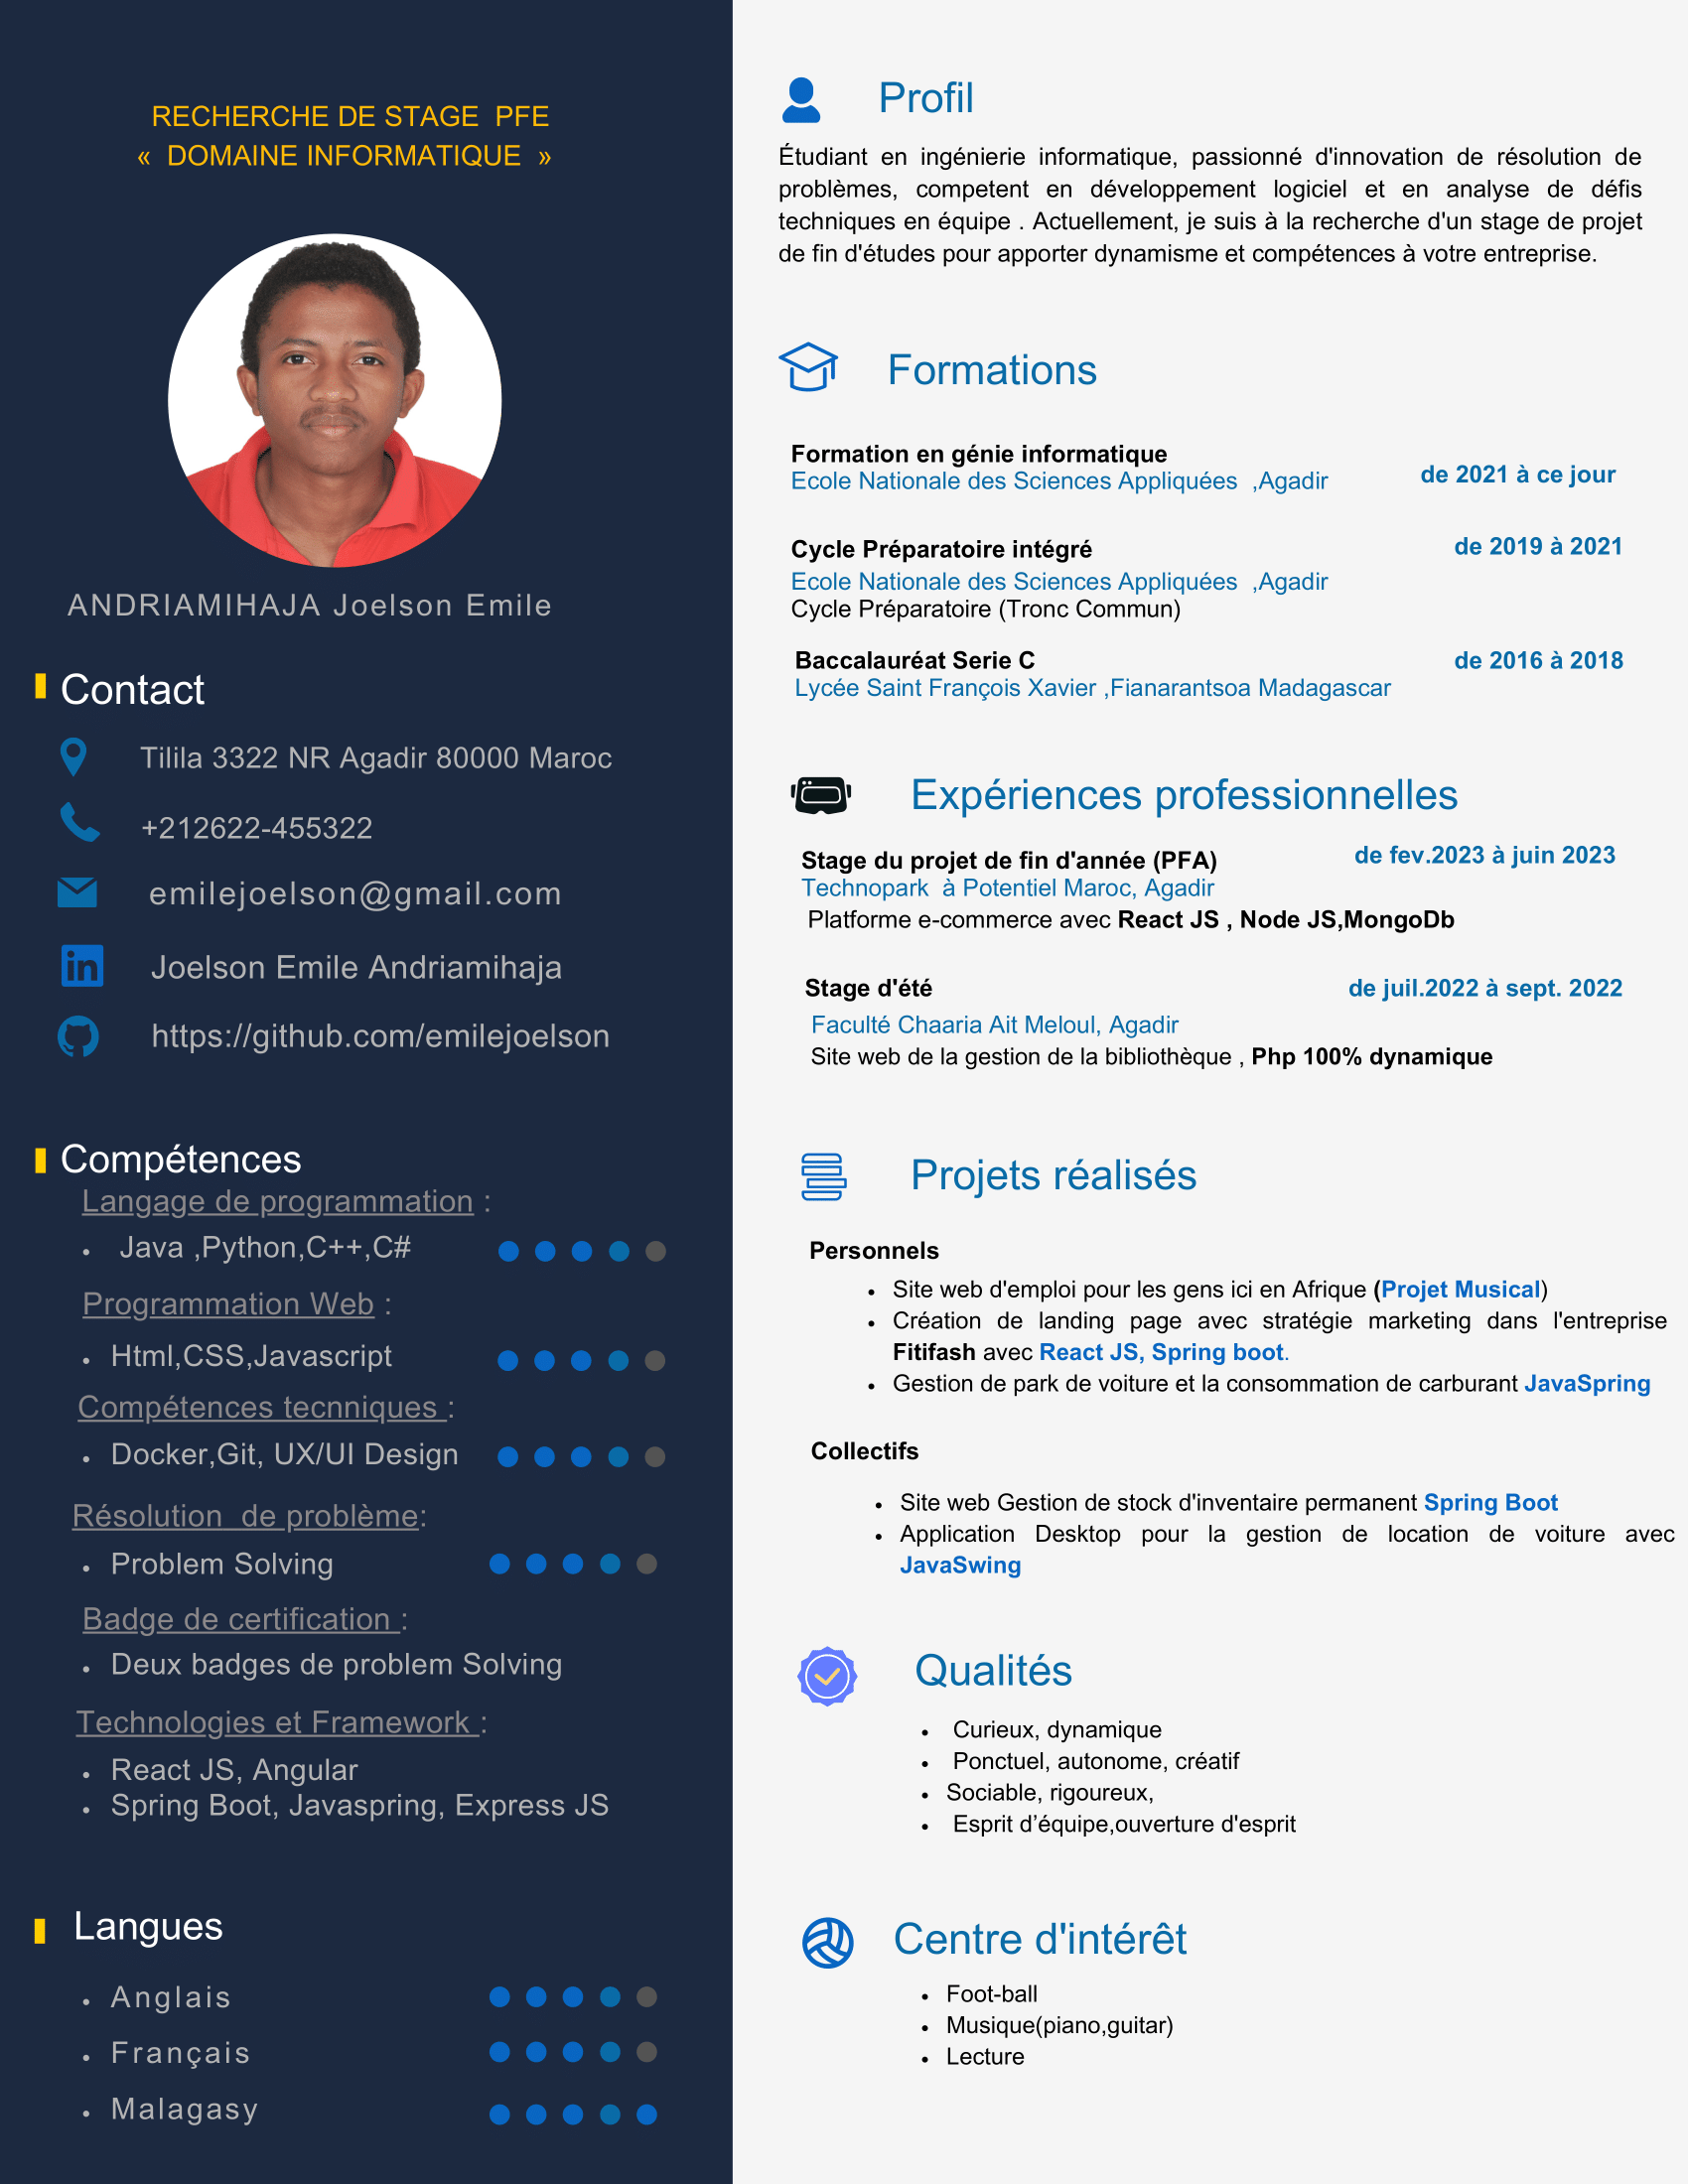 RECHERCHE DE STAGE  PFE
«  DOMAINE INFORMATIQUE  »
ANDRIAMIHAJA Joelson Emile
Contact
Tilila 3322 NR Agadir 80000 Maroc
+212622-455322
emilejoelson@gmail.com
Joelson Emile Andriamihaja
https://github.com/emilejoelson
Compétences
Langage de programmation :
• Java ,Python,C++,C#
Programmation Web :
• Html,CSS,Javascript
Compétences tecnniques :
• Docker,Git, UX/UI Design
Résolution  de problème:
• Problem Solving
Badge de certification :
• Deux badges de problem Solving
Technologies et Framework :
• React JS, Angular
• Spring Boot, Javaspring, Express JS
Langues
• Anglais
• Français
• Malagasy
Profil
Étudiant en ingénierie informatique, passionné d'innovation de résolution de
problèmes, competent en développement logiciel et en analyse de défis
techniques en équipe . Actuellement, je suis à la recherche d'un stage de projet
de fin d'études pour apporter dynamisme et compétences à votre entreprise.
Formations
Formation en génie informatique
Ecole Nationale des Sciences Appliquées  ,Agadir
de 2021 à ce jour
Cycle Préparatoire intégré
de 2019 à 2021
Ecole Nationale des Sciences Appliquées  ,Agadir
Cycle Préparatoire (Tronc Commun)
Baccalauréat Serie C
de 2016 à 2018
Lycée Saint François Xavier ,Fianarantsoa Madagascar
Expériences professionnelles
Stage du projet de fin d'année (PFA)
de fev.2023 à juin 2023
Technopark  à Potentiel Maroc, Agadir
Platforme e-commerce avec React JS , Node JS,MongoDb
Stage d'été
de juil.2022 à sept. 2022
Faculté Chaaria Ait Meloul, Agadir
Site web de la gestion de la bibliothèque , Php 100% dynamique
Projets réalisés
Personnels
• Site web d'emploi pour les gens ici en Afrique (Projet Musical)
• Création de landing page avec stratégie marketing dans l'entreprise
Fitifash avec React JS, Spring boot.
• Gestion de park de voiture et la consommation de carburant JavaSpring
Collectifs
• Site web Gestion de stock d'inventaire permanent Spring Boot
• Application Desktop pour la gestion de location de voiture avec
JavaSwing
Qualités
• Curieux, dynamique
• Ponctuel, autonome, créatif
• Sociable, rigoureux,
• Esprit d’équipe,ouverture d'esprit
Centre d'intérêt
• Foot-ball
• Musique(piano,guitar)
• Lecture